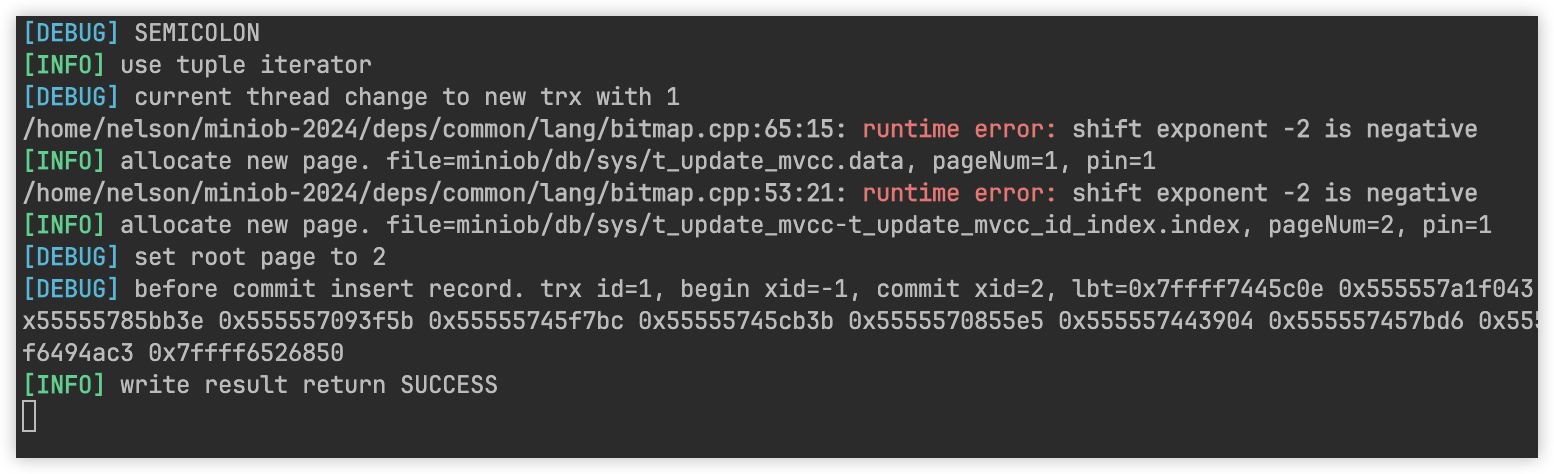 [DEBUG] SEMICOLON
[INFO] use tuple iterator
[DEBUG] current thread change to new trx with 1
/home/nelson/miniob-2024/deps/common/lang/bitmap.cpp:65:15: runtime error: shift exponent -2 is negative
[INFO] allocate new page. file=miniob/db/sys/t_update_mvcc.data, pageNum=1, pin=1
/home/nelson/miniob-2024/deps/common/lang/bitmap.cpp:53:21: runtime error: shift exponent -2 is negative
[INFO] allocate new page. file=miniob/db/sys/t_update_mvcc-t_update_mvcc_id_index.index, pageNum=2, pin=1
[DEBUG] set root page to 2
[DEBUG] before commit insert record. trx id=1, begin xid=-1, commit xid=2, lbt=0x7ffff7445c0e 0x555557a1f043
x55555785bb3e 0x555557093f5b 0x55555745f7bc 0x55555745cb3b 0x5555570855e5 0x555557443904 0x555557457bd6 0x555
f6494ac3 0x7ffff6526850
[INFO] write result return SUCCESS